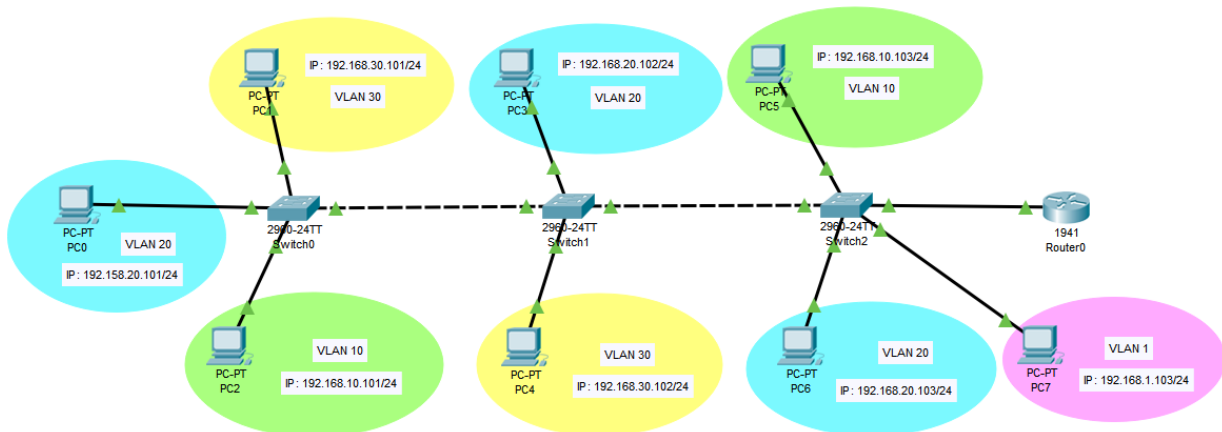 IP: 192.168.30.101/24
VLAN 30
PC-PT
PC1
IP: 192.168.20.102/24
VLAN 20
PC-PT
PC3
IP: 192.168.10.103/24
VLAN 10
PC-PT
PC5
PC-PT
PC0
VLAN 20
IP: 192.158.20.101/24
2960-24TT
Switch0
2960-24TT
Switch1
2960-24TT
Switch2
1941
Router0
PC-PT
PC2
VLAN 10
IP: 192.168.10.101/24
PC-PT
PC4
VLAN 30
IP: 192.168.30.102/24
PC-PT
PC6
VLAN 20
IP: 192.168.20.103/24
PC-PT
PC7
VLAN 1
IP: 192.168.1.103/24